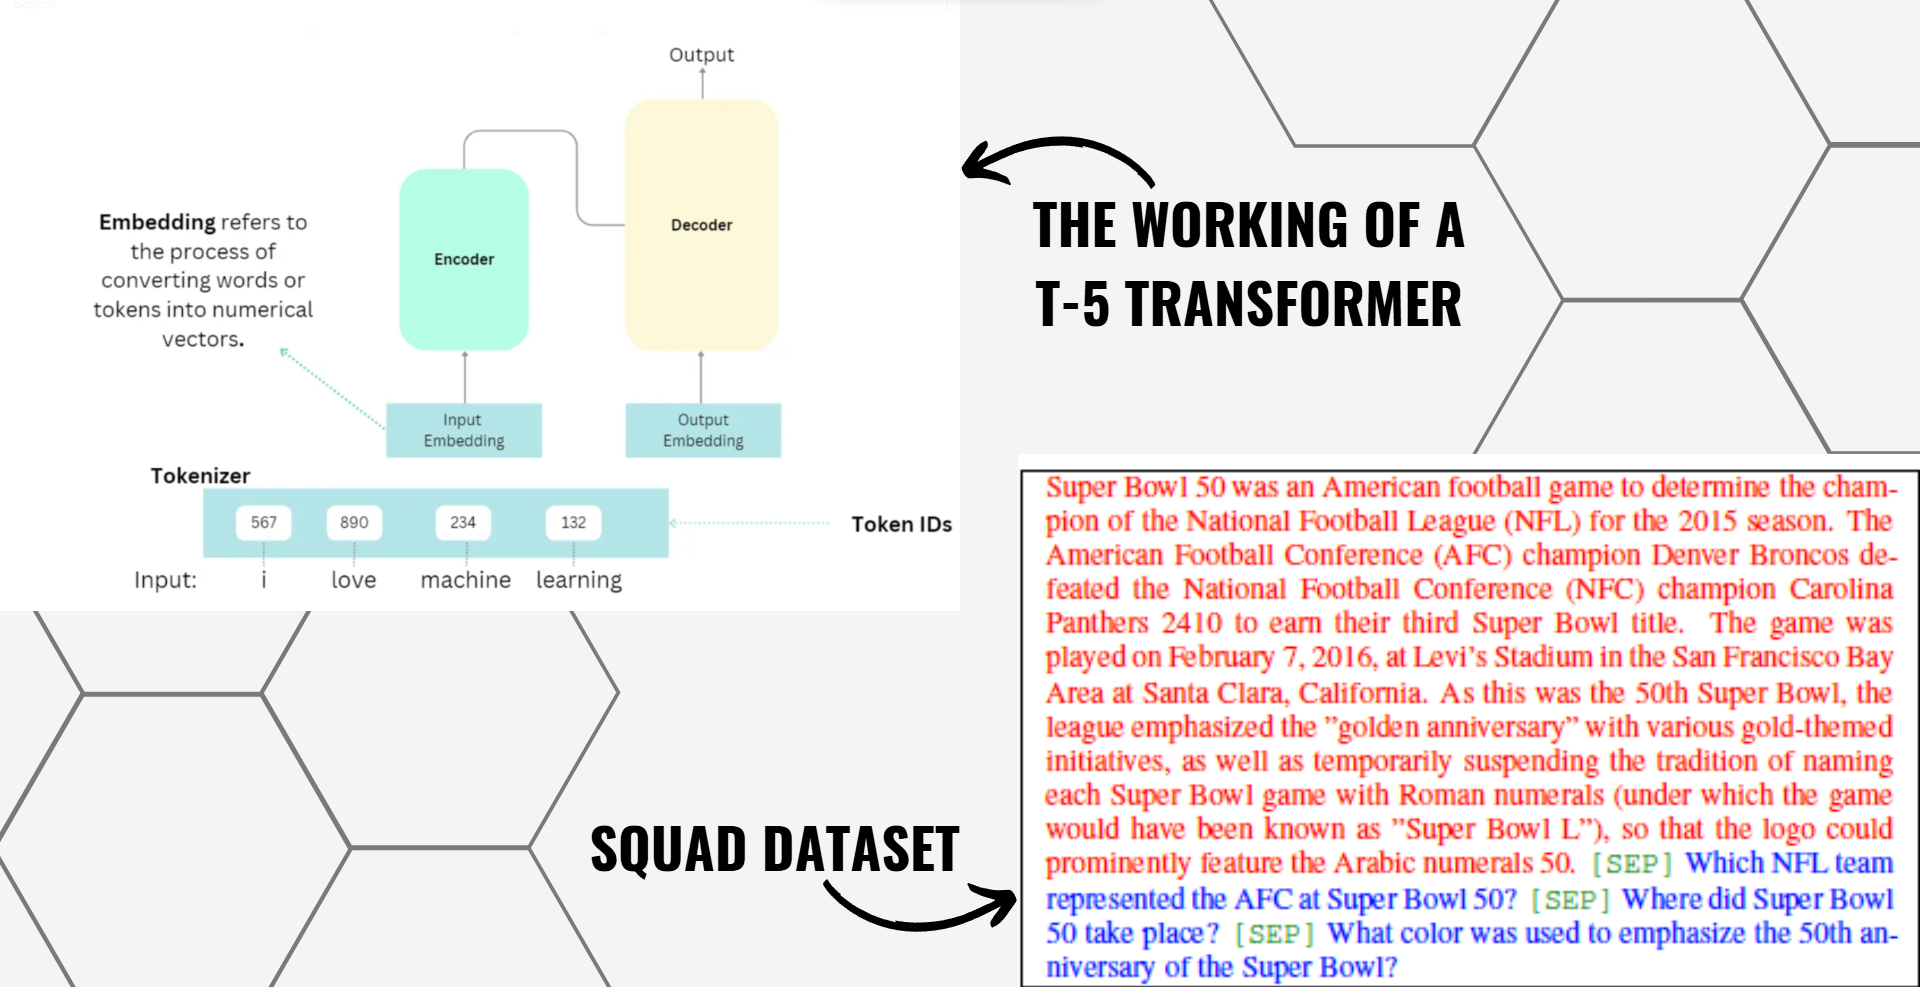 Search
Output
Decoder
Encoder
Embedding refers to
the process of
converting words or
tokens into numerical
vectors.
Input
Embedding
Output
Embedding
Tokenizer
567 890 234 132
Token IDs
Input: i love machine learning
THE WORKING OF A
T-5 TRANSFORMER
SQUAD DATASET
Super Bowl 50 was an American football game to determine the cham-
pion of the National Football League (NFL) for the 2015 season. The
American Football Conference (AFC) champion Denver Broncos de-
feated the National Football Conference (NFC) champion Carolina
Panthers 2410 to earn their third Super Bowl title. The game was
played on February 7, 2016, at Levi's Stadium in the San Francisco Bay
Area at Santa Clara, California. As this was the 50th Super Bowl, the
league emphasized the ”golden anniversary” with various gold-themed
initiatives, as well as temporarily suspending the tradition of naming
each Super Bowl game with Roman numerals (under which the game
would have been known as ”Super Bowl L”), so that the logo could
prominently feature the Arabic numerals 50. [SEP] Which NFL team
represented the AFC at Super Bowl 50? [SEP] Where did Super Bowl
50 take place? [SEP] What color was used to emphasize the 50th an-
niversary of the Super Bowl?